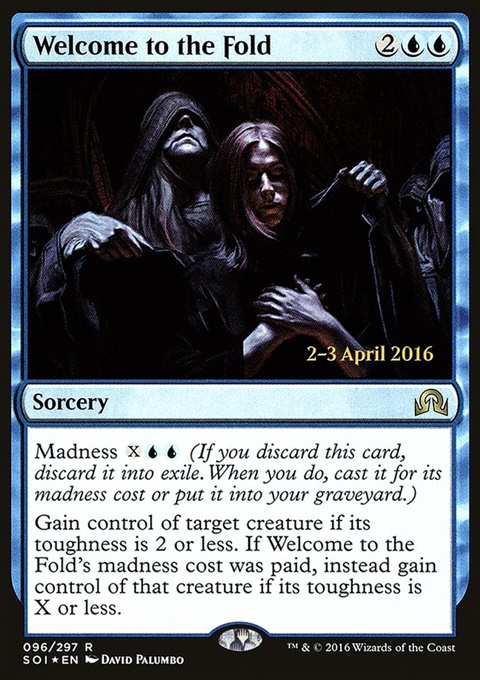 Welcome to the Fold 2
2–3 April 2016
Sorcery
Madness X (If you discard this card,
discard it into exile. When you do, cast it for its
madness cost or put it into your graveyard.)
Gain control of target creature if its
toughness is 2 or less. If Welcome to the
Fold's madness cost was paid, instead gain
control of that creature if its toughness is
X or less.
096/297 R
SOI★EN David Palumbo
™ & © 2016 Wizards of the Coast